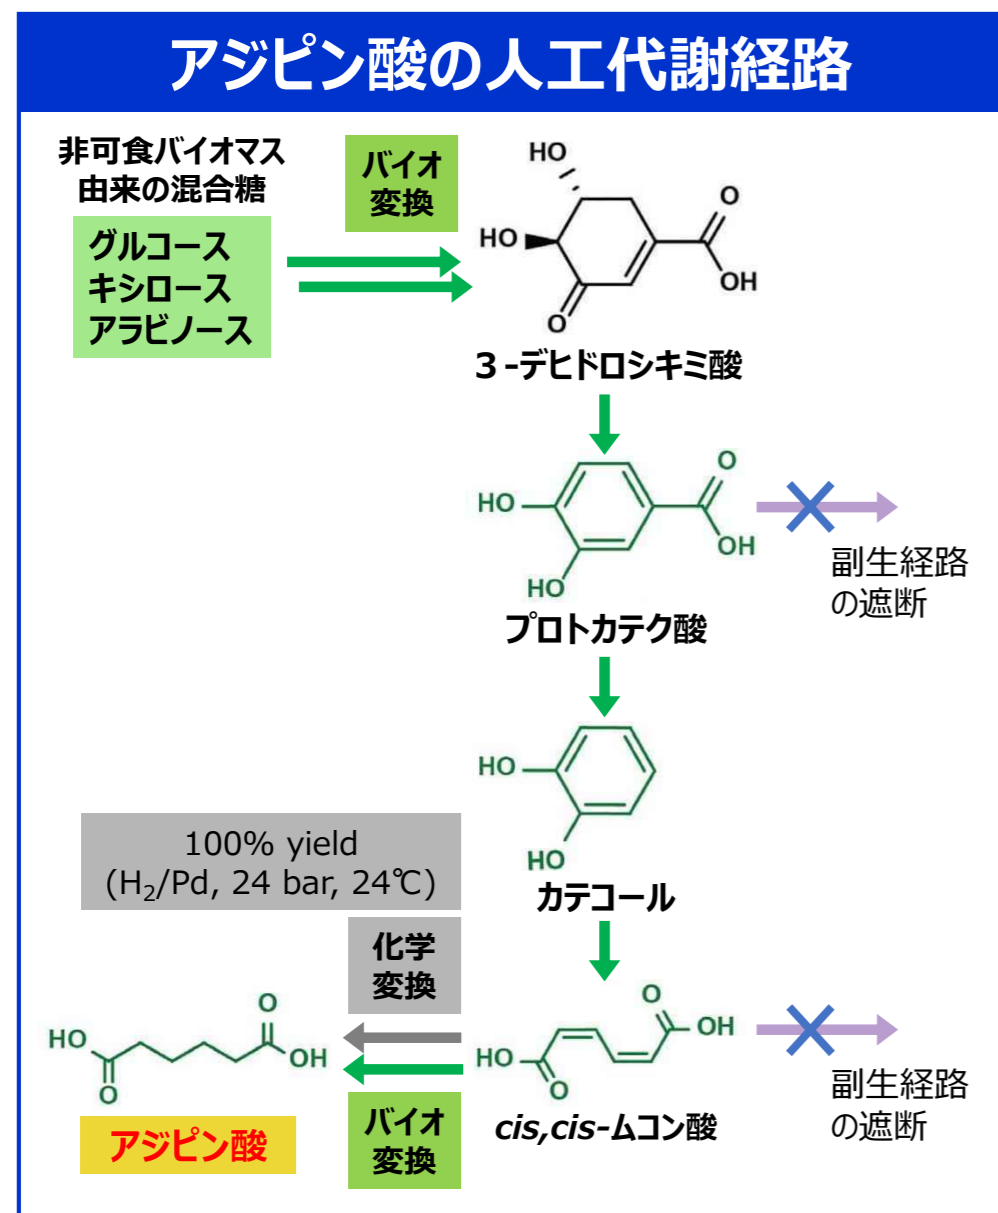 アジピン酸の人工代謝経路
非可食バイオマス
由来の混合糖
グルコース
キシロース
アラビノース
バイオ
変換
HO
HO
O
O
OH
3-デヒドロシキミ酸
HO
HO
O
OH
プロトカテク酸
副生経路
の遮断
HO
HO
カテコール
100% yield
(H₂/Pd, 24 bar, 24℃)
化学
変換
HO
O
O
OH
アジピン酸
バイオ
変換
HO
O
O
OH
cis,cis-ムコン酸
副生経路
の遮断